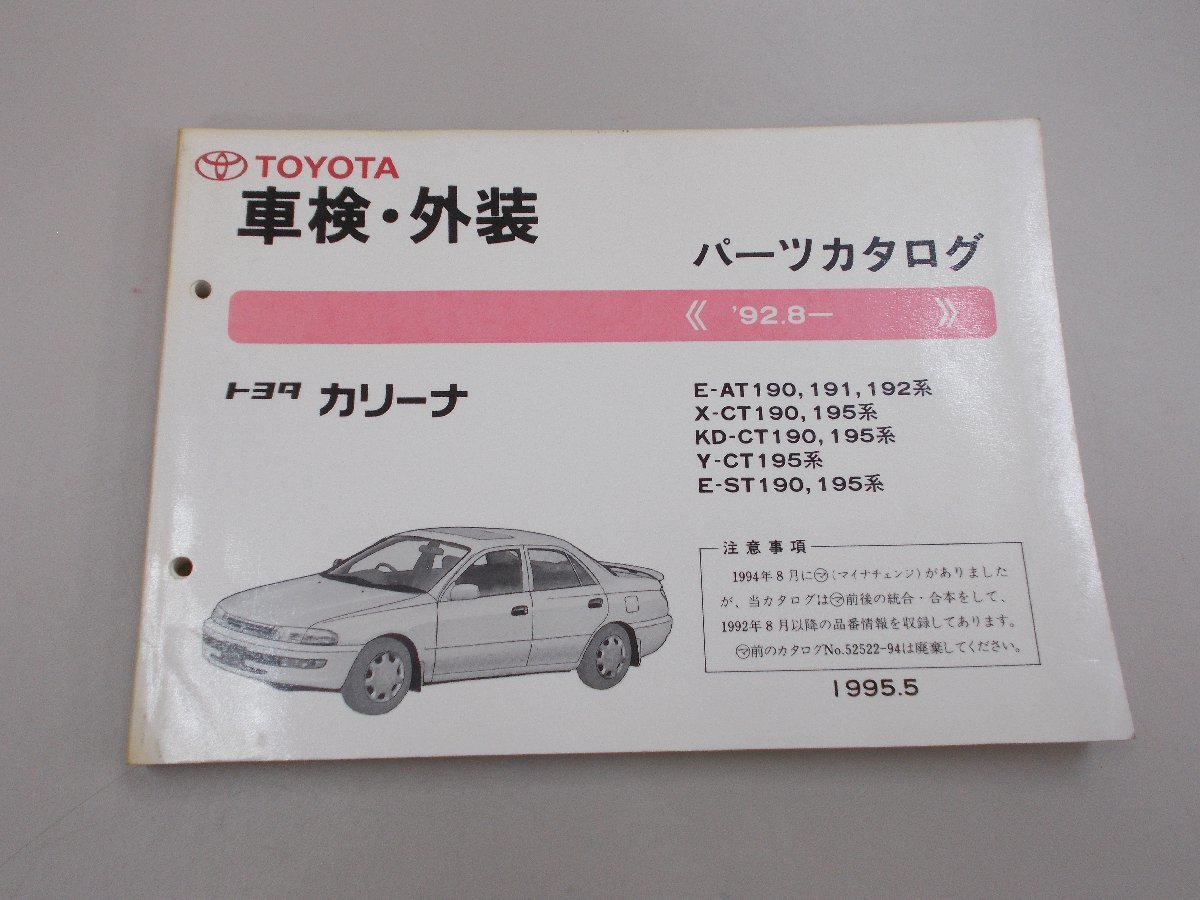 TOYOTA
車検・外装
パーツカタログ
《 '92.8ー 》
トヨタ カリーナ
E-AT190, 191, 192系
X-CT190, 195系
KD-CT190, 195系
Y-CT195系
E-ST190, 195系
注意事項
1994年8月に㋮(マイナチェンジ)がありました
が、当カタログは㋮前後の統合・合本をして、
1992年8月以降の品番情報を収録してあります。
㋮前のカタログNo.52522-94は廃棄してください。
1995.5